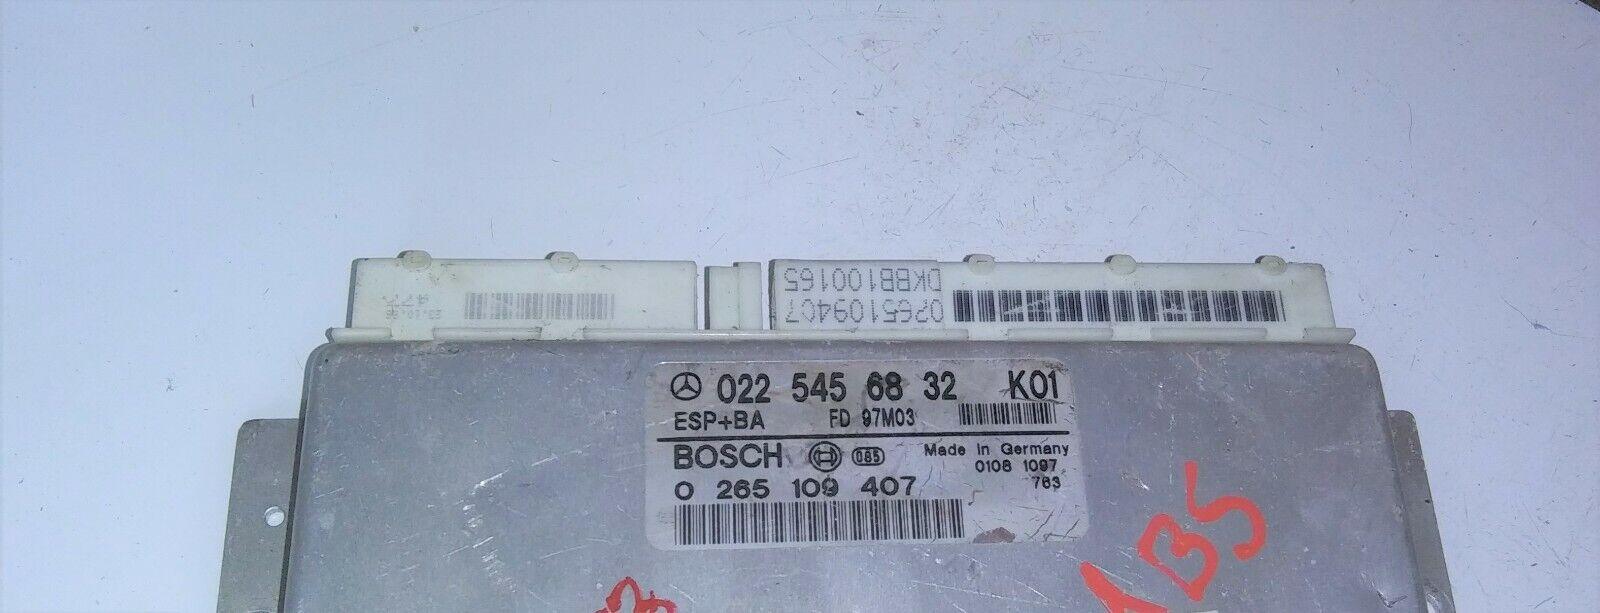 DKBB100165
0265109407
477
022 545 68 32 K01
ESP+BA FD 97M03
BOSCH 085 Made in Germany
0108 1097
0 265 109 407 763
ABS